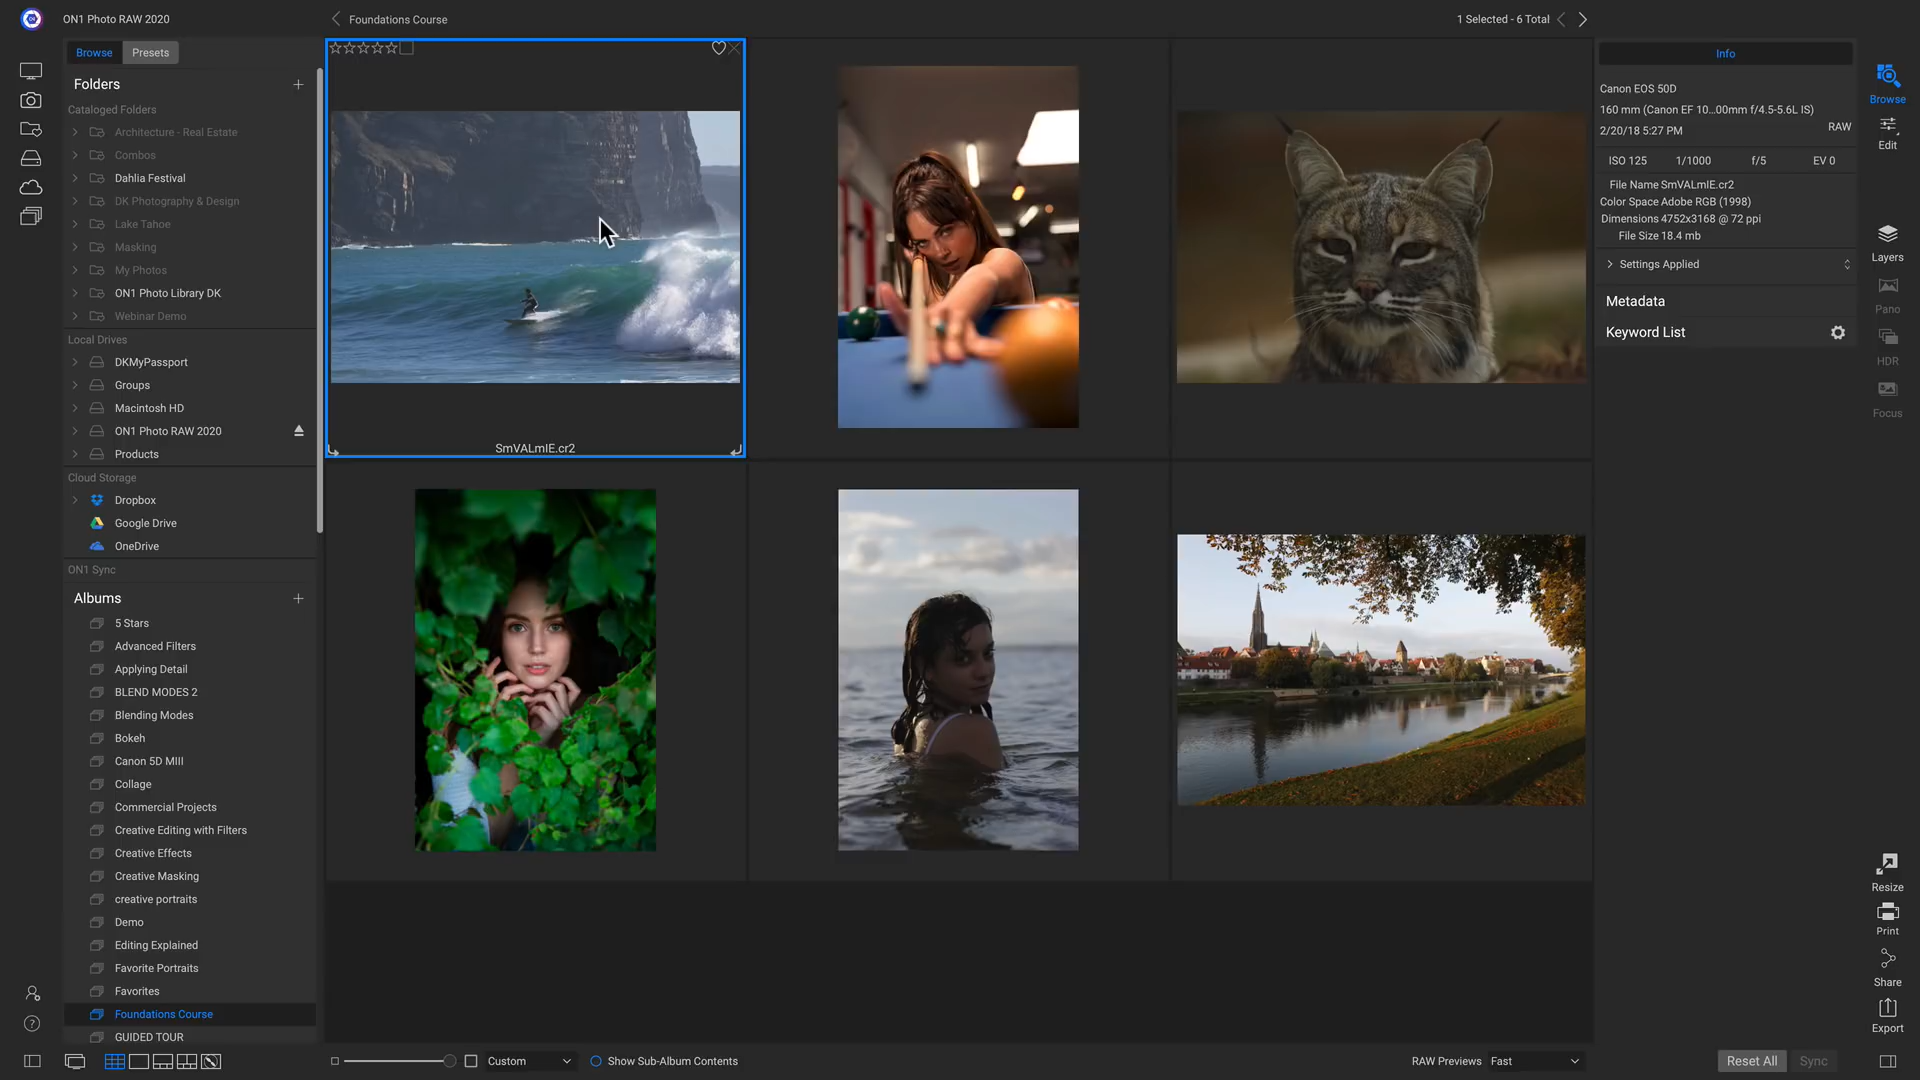 ON1 Photo RAW 2020
Foundations Course
1 Selected - 6 Total
Browse
Presets
Folders
Cataloged Folders
Architecture - Real Estate
Combos
Dahlia Festival
DK Photography & Design
Lake Tahoe
Masking
My Photos
ON1 Photo Library DK
Webinar Demo
Local Drives
DKMyPassport
Groups
Macintosh HD
ON1 Photo RAW 2020
Products
Cloud Storage
Dropbox
Google Drive
OneDrive
ON1 Sync
Albums
5 Stars
Advanced Filters
Applying Detail
BLEND MODES 2
Blending Modes
Bokeh
Canon 5D MIII
Collage
Commercial Projects
Creative Editing with Filters
Creative Effects
Creative Masking
creative portraits
Demo
Editing Explained
Favorite Portraits
Favorites
Foundations Course
GUIDED TOUR
SmVALmIE.cr2
Custom
Show Sub-Album Contents
RAW Previews Fast
Info
Canon EOS 50D
160 mm (Canon EF 10...00mm f/4.5-5.6L IS)
2/20/18 5:27 PM
RAW
ISO 125 1/1000 f/5 EV 0
File Name SmVALmIE.cr2
Color Space Adobe RGB (1998)
Dimensions 4752x3168 @ 72 ppi
File Size 18.4 mb
Settings Applied
Metadata
Keyword List
Reset All
Sync
Browse
Edit
Layers
Pano
HDR
Focus
Resize
Print
Share
Export